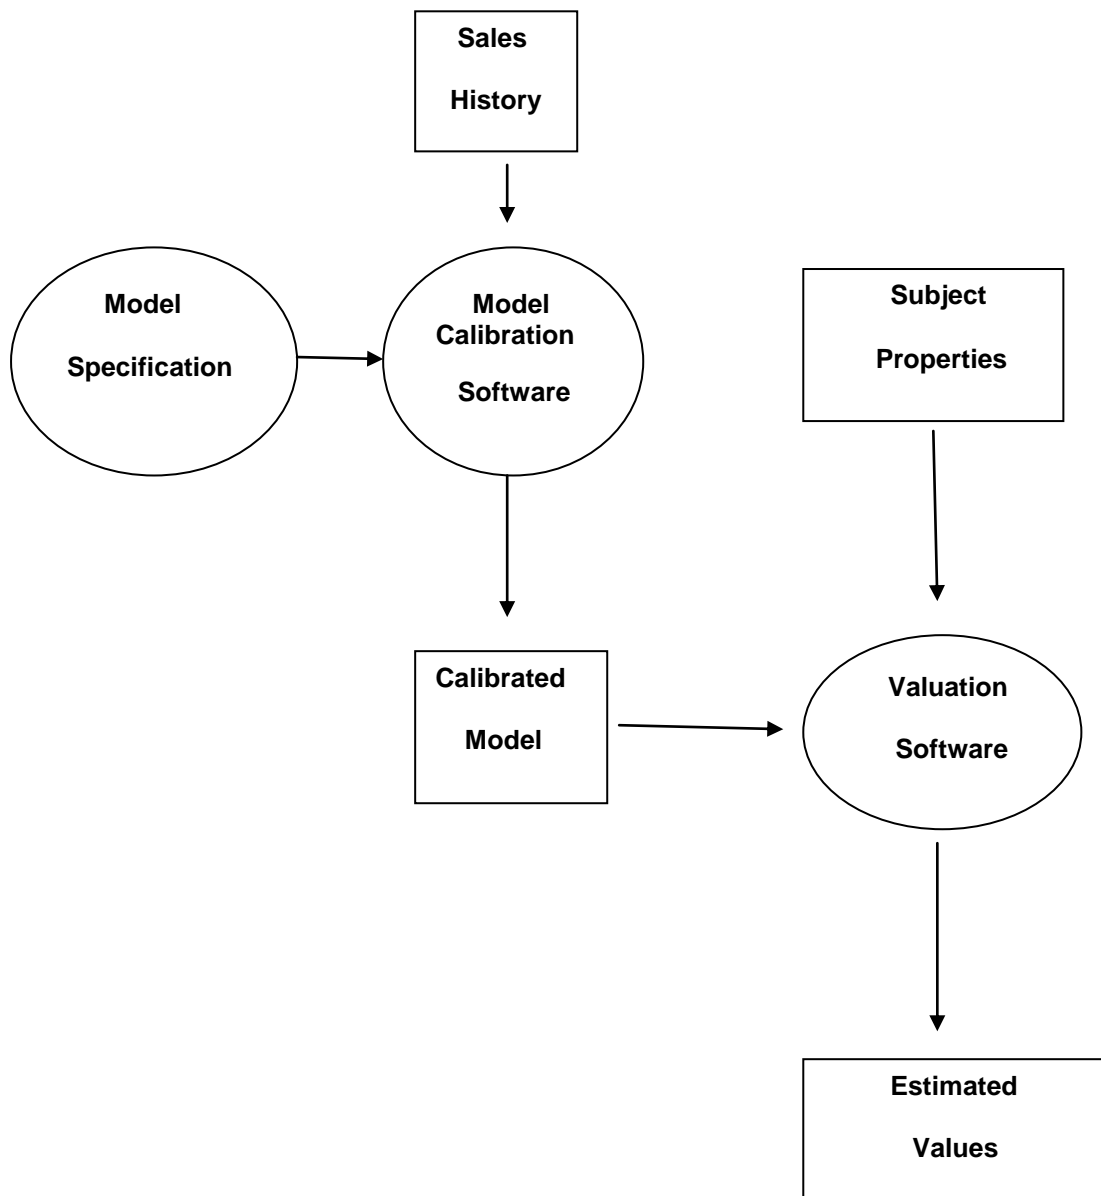 Sales
History
Model
Specification
Model
Calibration
Software
Subject
Properties
Calibrated
Model
Valuation
Software
Estimated
Values